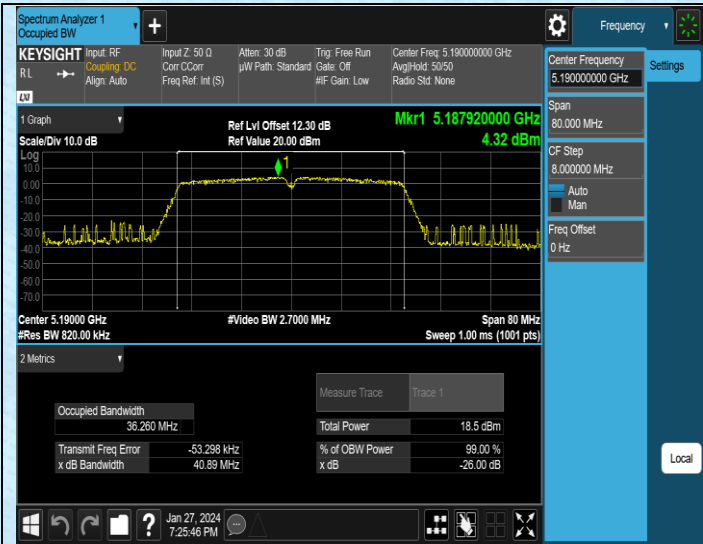 Spectrum Analyzer 1
Occupied BW
+
Frequency
KEYSIGHT
RL
LXI
Input: RF
Coupling: DC
Align: Auto
Input Z: 50 Ω
Corr CCorr
Freq Ref: Int (S)
Atten: 30 dB
µW Path: Standard
Trig: Free Run
Gate: Off
#IF Gain: Low
Center Freq: 5.190000000 GHz
Avg|Hold: 50/50
Radio Std: None
Center Frequency
5.190000000 GHz
Settings
Span
80.000 MHz
CF Step
8.000000 MHz
Auto
Man
Freq Offset
0 Hz
Local
1 Graph
Scale/Div 10.0 dB
Ref Lvl Offset 12.30 dB
Ref Value 20.00 dBm
Mkr1 5.187920000 GHz
4.32 dBm
Log
10.0
0.00
-10.0
-20.0
-30.0
-40.0
-50.0
-60.0
-70.0
1
Center 5.19000 GHz
#Res BW 820.00 kHz
#Video BW 2.7000 MHz
Span 80 MHz
Sweep 1.00 ms (1001 pts)
2 Metrics
Measure Trace Trace 1
Occupied Bandwidth
36.260 MHz
Total Power 18.5 dBm
Transmit Freq Error -53.298 kHz
% of OBW Power 99.00 %
x dB Bandwidth 40.89 MHz
x dB -26.00 dB
?
Jan 27, 2024
7:25:46 PM